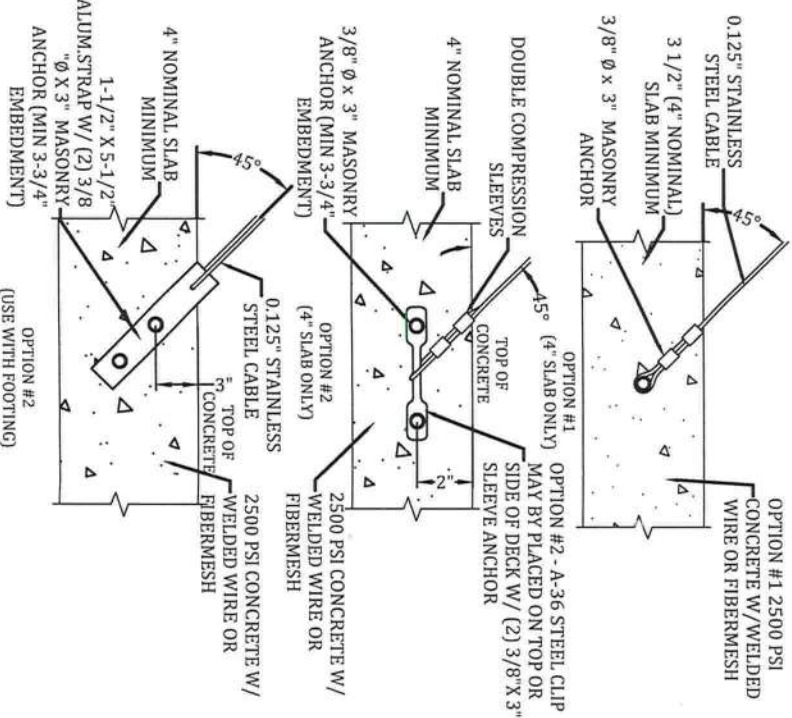 0.125" STAINLESS
STEEL CABLE
3 1/2" (4" NOMINAL)
SLAB MINIMUM
3/8" Ø x 3" MASONRY
ANCHOR
45°
OPTION #1 2500 PSI
CONCRETE W/WELDED
WIRE OR FIBERMESH
OPTION #1
(4" SLAB ONLY)
DOUBLE COMPRESSION
SLEEVES
4" NOMINAL SLAB
MINIMUM
3/8" Ø x 3" MASONRY
ANCHOR (MIN 3-3/4"
EMBEDMENT)
45°
TOP OF
CONCRETE
2"
OPTION #2 - A-36 STEEL CLIP
MAY BY PLACED ON TOP OR
SIDE OF DECK W/ (2) 3/8"X 3"
SLEEVE ANCHOR
2500 PSI CONCRETE W/
WELDED WIRE OR
FIBERMESH
OPTION #2
(4" SLAB ONLY)
4" NOMINAL SLAB
MINIMUM
1-1/2" X 5-1/2"
ALUM.STRAP W/ (2) 3/8
"Ø X 3" MASONRY
ANCHOR (MIN 3-3/4"
EMBEDMENT)
45°
0.125" STAINLESS
STEEL CABLE
3"
TOP OF
CONCRETE
2500 PSI CONCRETE W/
WELDED WIRE OR
FIBERMESH
OPTION #2
(USE WITH FOOTING)